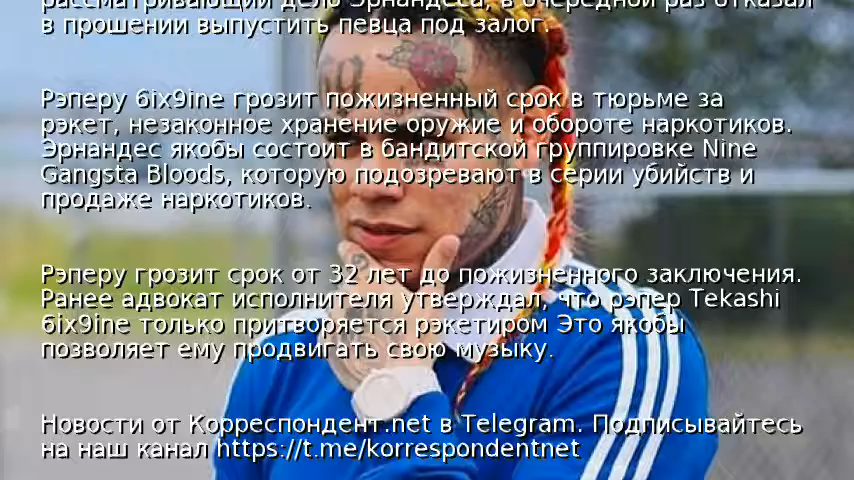 рассматривающий дело Эрнандеса, в очередной раз отказал
в прошении выпустить певца под залог.
Рэперу 6ix9ine грозит пожизненный срок в тюрьме за
рэкет, незаконное хранение оружие и обороте наркотиков.
Эрнандес якобы состоит в бандитской группировке Nine
Gangsta Bloods, которую подозревают в серии убийств и
продаже наркотиков.
Рэперу грозит срок от 32 лет до пожизненного заключения.
Ранее адвокат исполнителя утверждал, что рэпер Tekashi
6ix9ine только притворяется рэкетиром Это якобы
позволяет ему продвигать свою музыку.
Новости от Корреспондент.net в Telegram. Подписывайтесь
на наш канал https://t.me/korrespondentnet